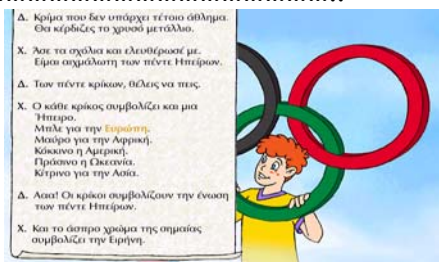 Δ. Κρίμα που δεν υπάρχει τέτοιο άθλημα.
Θα κέρδιζες το χρυσό μετάλλιο.
Χ. Άσε τα σχόλια και ελευθέρωσέ με.
Είμαι αιχμάλωτη των πέντε Ηπείρων.
Δ. Των πέντε κρίκων, θέλεις να πεις.
Χ. Ο κάθε κρίκος συμβολίζει και μια
Ήπειρο.
Μπλε για την Ευρώπη.
Μαύρο για την Αφρική.
Κόκκινο η Αμερική.
Πράσινο η Ωκεανία.
Κίτρινο για την Ασία.
Δ. Ααα! Οι κρίκοι συμβολίζουν την ένωση
των πέντε Ηπείρων.
Χ. Και το άσπρο χρώμα της σημαίας
συμβολίζει την Ειρήνη.